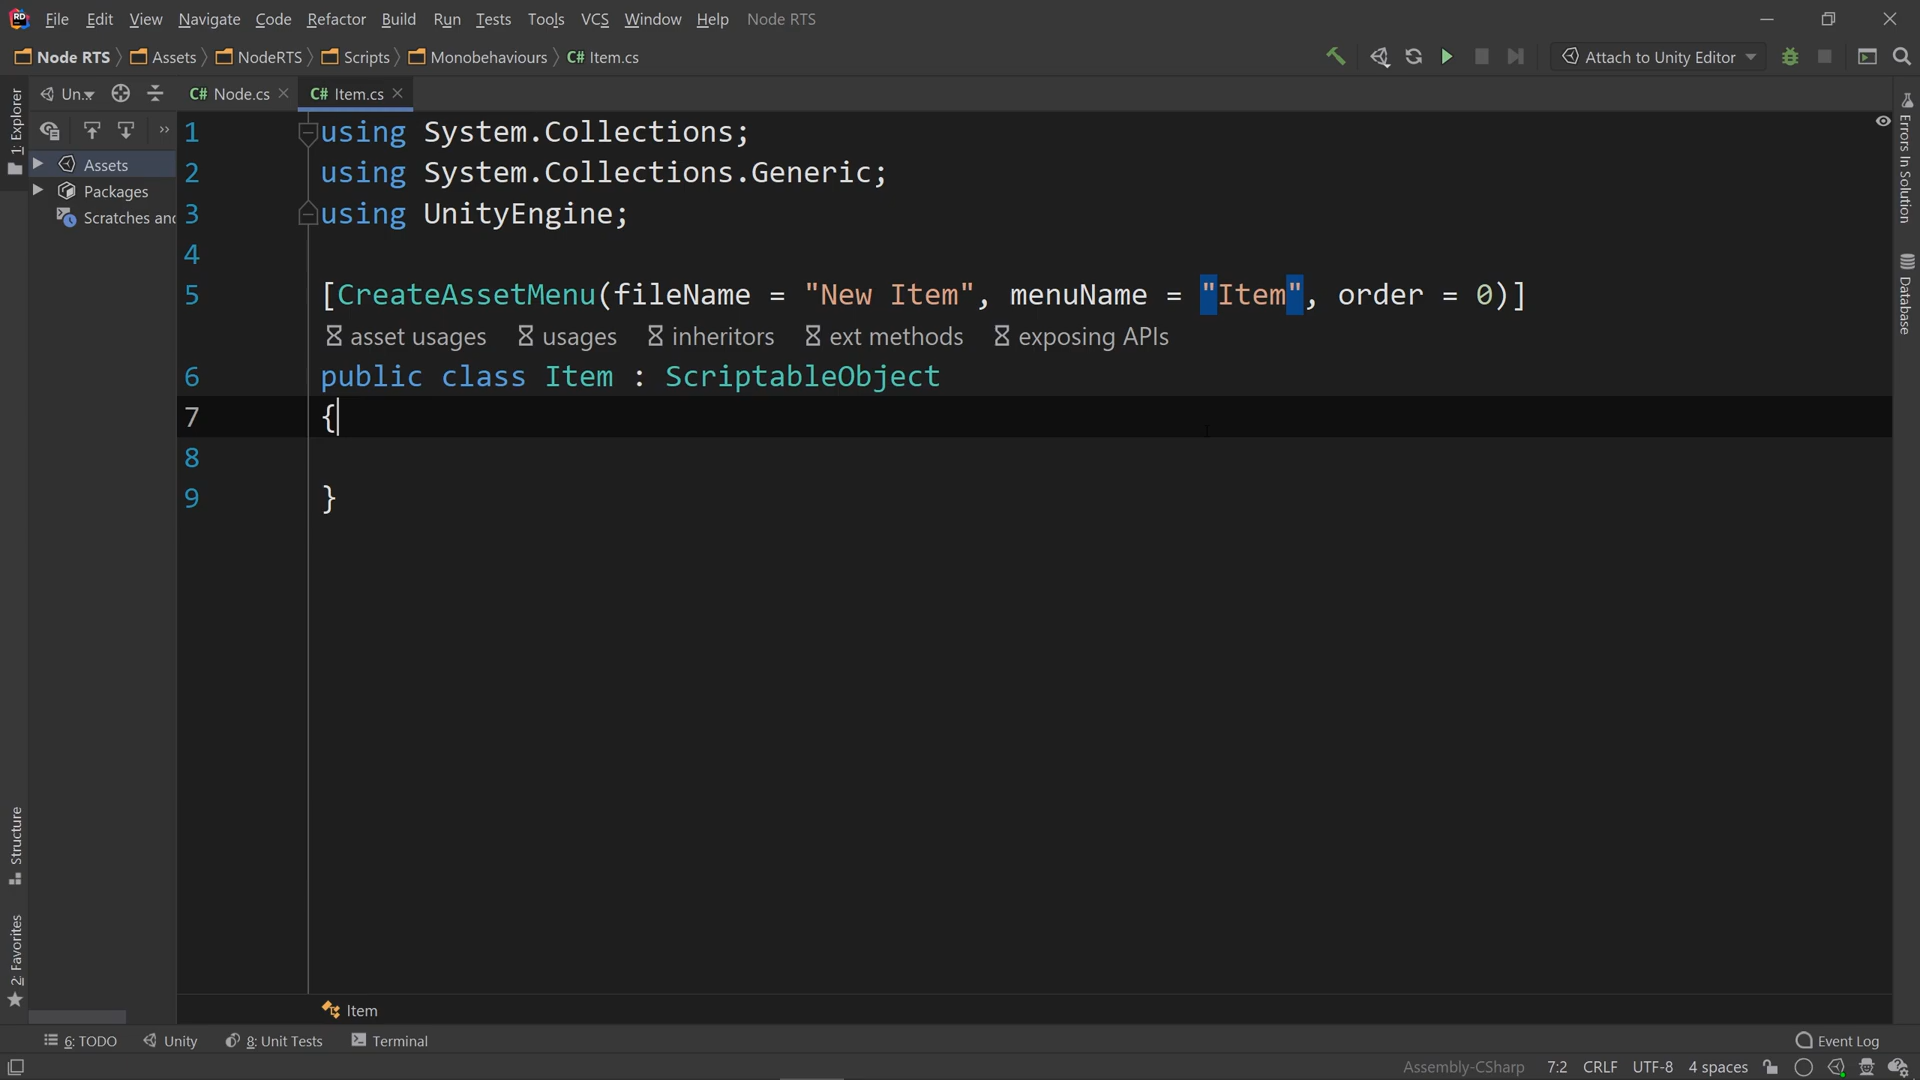 File Edit View Navigate Code Refactor Build Run Tests Tools VCS Window Help Node RTS
Node RTS Assets NodeRTS Scripts Monobehaviours C# Item.cs
Attach to Unity Editor
1: Explorer
Un...
C# Node.cs
C# Item.cs
Assets
Packages
Scratches and
1 using System.Collections;
2 using System.Collections.Generic;
3 using UnityEngine;
4
5 [CreateAssetMenu(fileName = "New Item", menuName = "Item", order = 0)]
asset usages usages inheritors ext methods exposing APIs
6 public class Item : ScriptableObject
7 {
8
9 }
Errors In Solution
Database
Structure
2: Favorites
Item
6: TODO Unity 8: Unit Tests Terminal Event Log
Assembly-CSharp 7:2 CRLF UTF-8 4 spaces